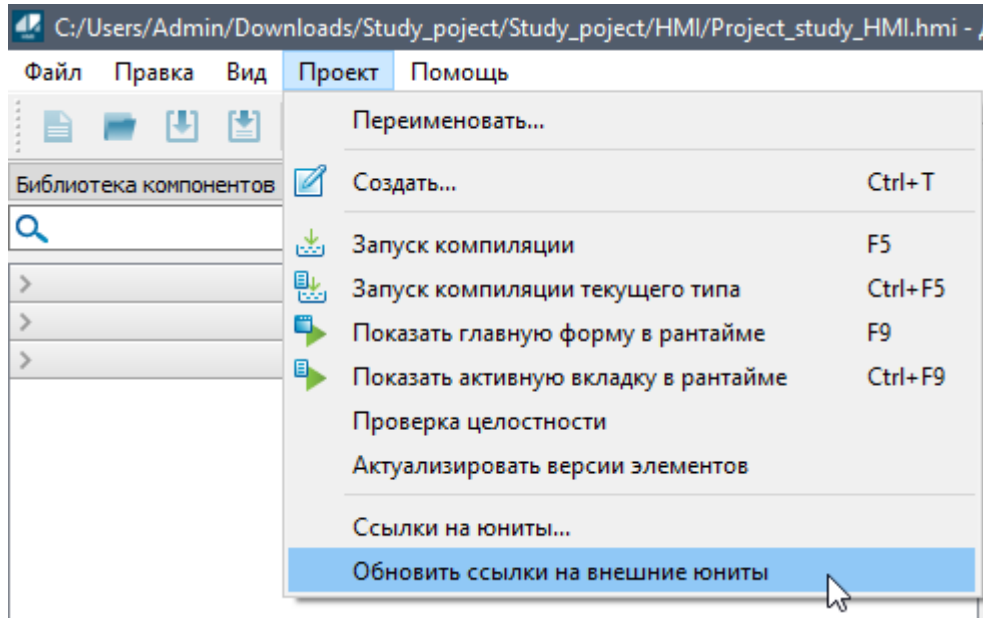 C:/Users/Admin/Downloads/Study_poject/Study_poject/HMI/Project_study_HMI.hmi -
Файл Правка Вид Проект Помощь
Переименовать...
Библиотека компонентов
Создать... Ctrl+T
Запуск компиляции F5
Запуск компиляции текущего типа Ctrl+F5
Показать главную форму в рантайме F9
Показать активную вкладку в рантайме Ctrl+F9
Проверка целостности
Актуализировать версии элементов
Ссылки на юниты...
Обновить ссылки на внешние юниты